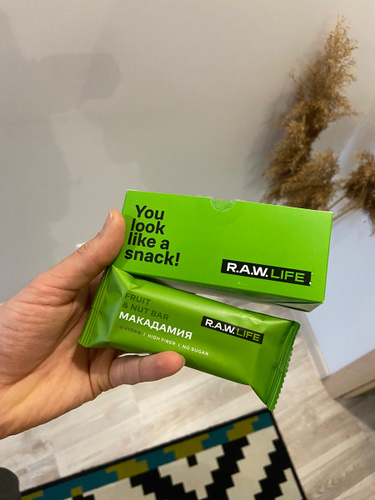 You
look
like a
snack!
R.A.W. LIFE
FRUIT
& NUT BAR
МАКАДАМИЯ
VEGAN | HIGH FIBER | NO SUGAR
R.A.W. LIFE